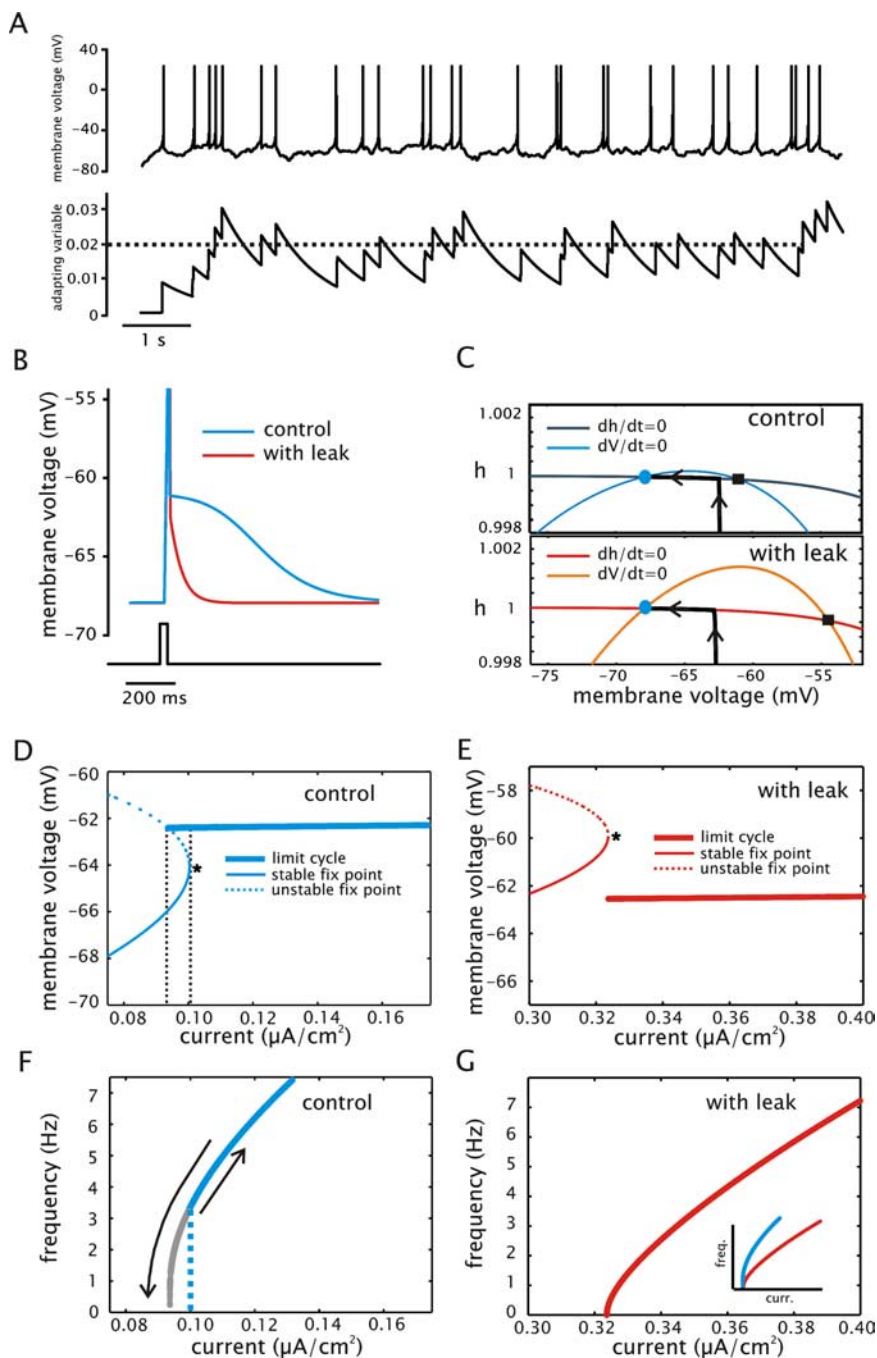 A
membrane voltage (mV)
40
0
-40
-80
adapting variable
0.03
0.02
0.01
0
1 s
B
membrane voltage (mV)
-55
-60
-65
-70
control
with leak
200 ms
C
1.002
h 1
0.998
dh/dt=0
dV/dt=0
control
1.002
h 1
0.998
dh/dt=0
dV/dt=0
with leak
-75 -70 -65 -60 -55
membrane voltage (mV)
D
membrane voltage (mV)
-60
-62
-64
-66
-68
-70
control
*
limit cycle
stable fix point
unstable fix point
0.08 0.10 0.12 0.14 0.16
current (μA/cm²)
E
membrane voltage (mV)
-58
-60
-62
-64
-66
with leak
*
limit cycle
stable fix point
unstable fix point
0.30 0.32 0.34 0.36 0.38 0.40
current (μA/cm²)
F
frequency (Hz)
7
6
5
4
3
2
1
0
control
0.08 0.10 0.12 0.14 0.16
current (μA/cm²)
G
frequency (Hz)
7
6
5
4
3
2
1
0
with leak
freq.
curr.
0.30 0.32 0.34 0.36 0.38 0.40
current (μA/cm²)